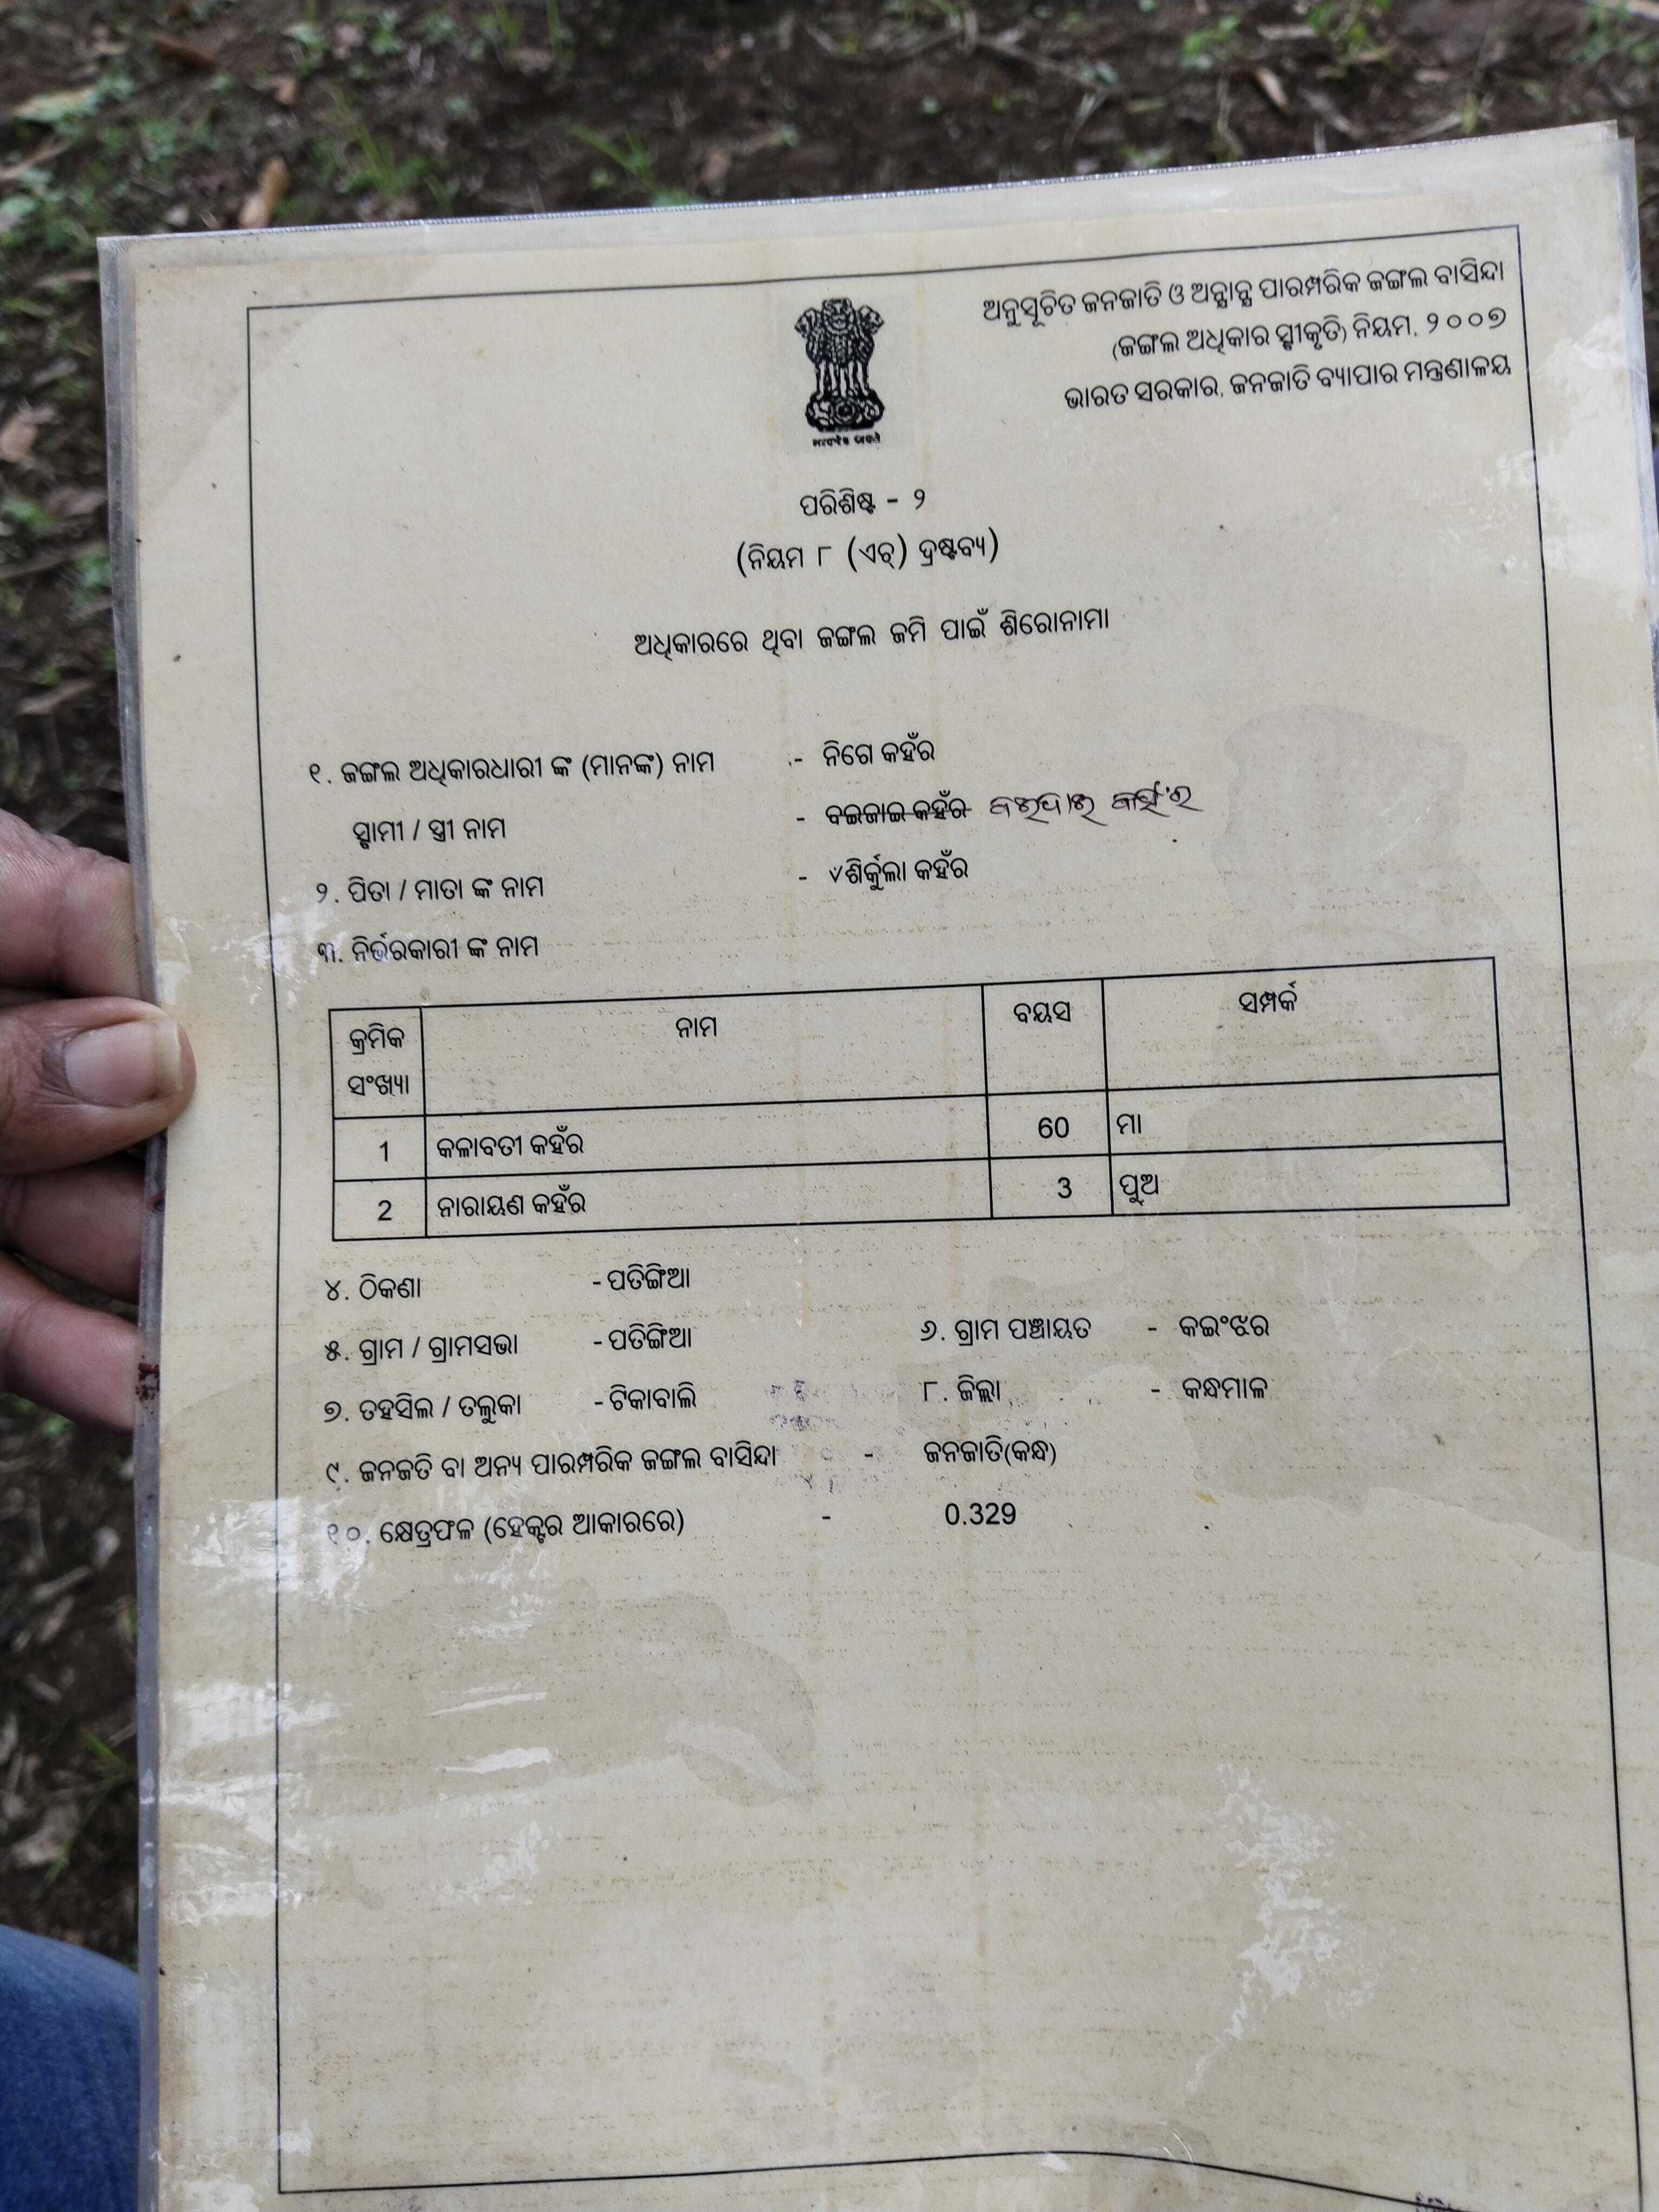 ଅନୁସୂଚିତ ଜନଜାତି ଓ ଅନ୍ଯାନ୍ଯ ପାରମ୍ପରିକ ଜଙ୍ଗଲ ବାସିନ୍ଦା
(ଜଙ୍ଗଲ ଅଧିକାର ସ୍ବୀକୃତି) ନିୟମ, ୨୦୦୭
ଭାରତ ସରକାର, ଜନଜାତି ବ୍ୟାପାର ମନ୍ତ୍ରଣାଳୟ
ପରିଶିଷ୍ଟ - ୨
(ନିୟମ ୮ (ଏଚ୍) ଦ୍ରଷ୍ଟବ୍ୟ)
ଅଧିକାରରେ ଥିବା ଜଙ୍ଗଲ ଜମି ପାଇଁ ଶିରୋନାମା
୧. ଜଙ୍ଗଲ ଅଧିକାରଧାରୀ ଙ୍କ (ମାନଙ୍କ) ନାମ - ନିଗେ କହଁର
ସ୍ବାମୀ / ସ୍ତ୍ରୀ ନାମ - ବଇଜାଇ କହଁର
୨. ପିତା / ମାତା ଙ୍କ ନାମ - ୰ଶିର୍କୁଲା କହଁର
୩. ନିର୍ଭରକାରୀ ଙ୍କ ନାମ
କ୍ରମିକ ସଂଖ୍ୟା ନାମ ବୟସ ସମ୍ପର୍କ
1 କଳାବତୀ କହଁର 60 ମା
2 ନାରାୟଣ କହଁର 3 ପୁଅ
୪. ଠିକଣା - ପତିଙ୍ଗିଆ
୫. ଗ୍ରାମ / ଗ୍ରାମସଭା - ପତିଙ୍ଗିଆ ୬. ଗ୍ରାମ ପଞ୍ଚାୟତ - କଇଂଝର
୭. ତହସିଲ / ତଲୁକା - ଟିକାବାଲି ୮. ଜିଲ୍ଲା - କନ୍ଧମାଳ
୯. ଜନଜତି ବା ଅନ୍ୟ ପାରମ୍ପରିକ ଜଙ୍ଗଲ ବାସିନ୍ଦା - ଜନଜାତି(କନ୍ଧ)
୧୦. କ୍ଷେତ୍ରଫଳ (ହେକ୍ଟର ଆକାରରେ) - 0.329